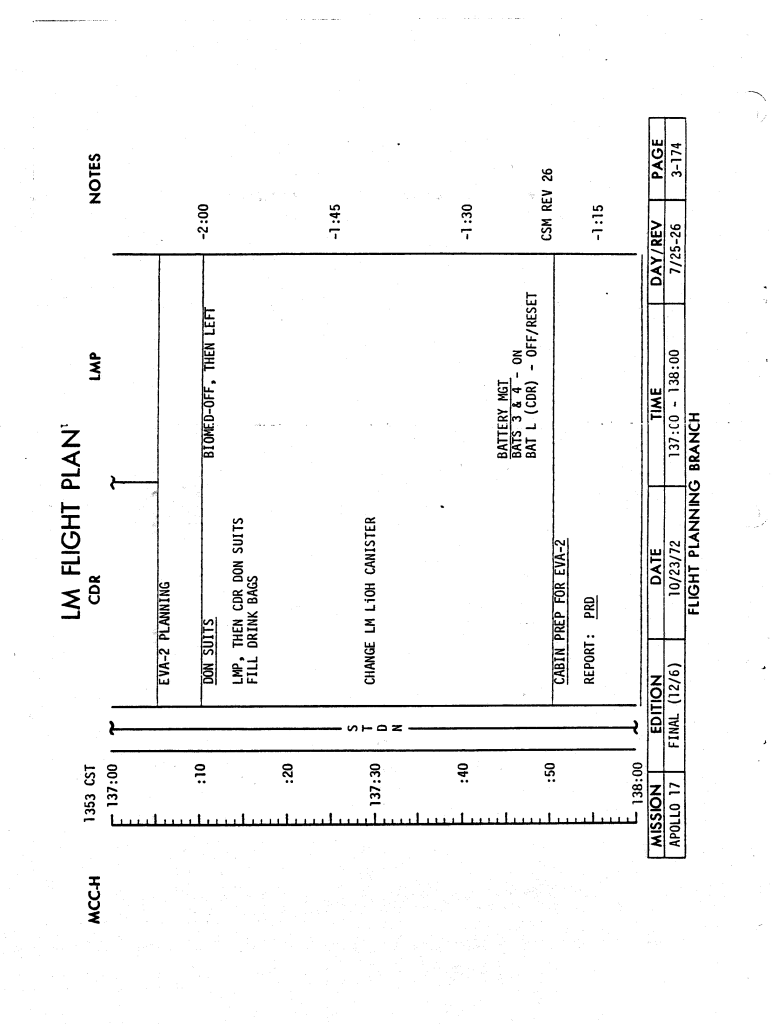 LM FLIGHT PLAN
MCC-H
1353 CST
CDR
LMP
NOTES
137:00
EVA-2 PLANNING
:10
DON SUITS
BIOMED-OFF, THEN LEFT
-2:00
LMP, THEN CDR DON SUITS
FILL DRINK BAGS
:20
-1:45
STDN
137:30
CHANGE LM LiOH CANISTER
:40
-1:30
BATTERY MGT
BATS 3 & 4 - ON
BAT L (CDR) - OFF/RESET
:50
CABIN PREP FOR EVA-2
CSM REV 26
REPORT: PRD
-1:15
138:00
MISSION EDITION DATE TIME DAY/REV PAGE
APOLLO 17 FINAL (12/6) 10/23/72 137:00 - 138:00 7/25-26 3-174
FLIGHT PLANNING BRANCH